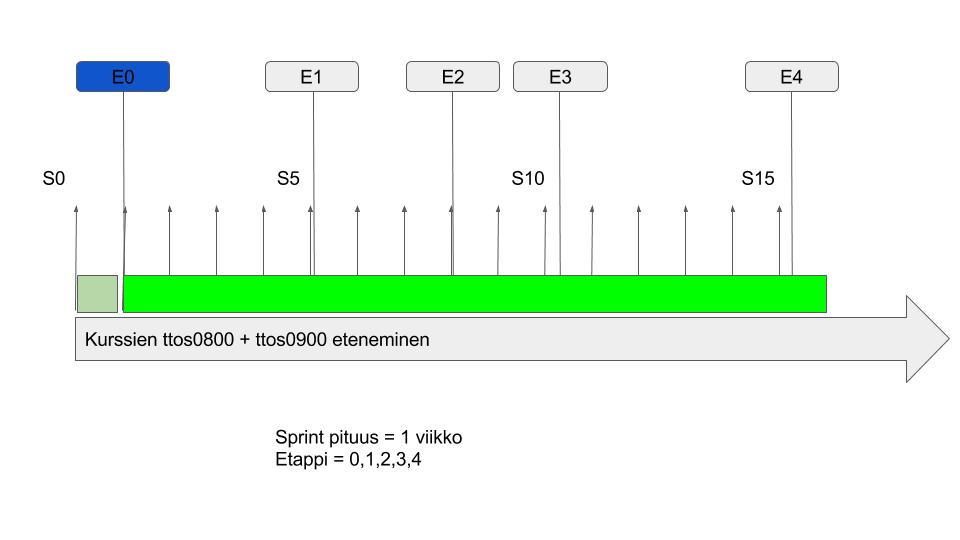 E0 E1 E2 E3 E4
S0 S5 S10 S15
Kurssien ttos0800 + ttos0900 eteneminen
Sprint pituus = 1 viikko
Etappi = 0,1,2,3,4